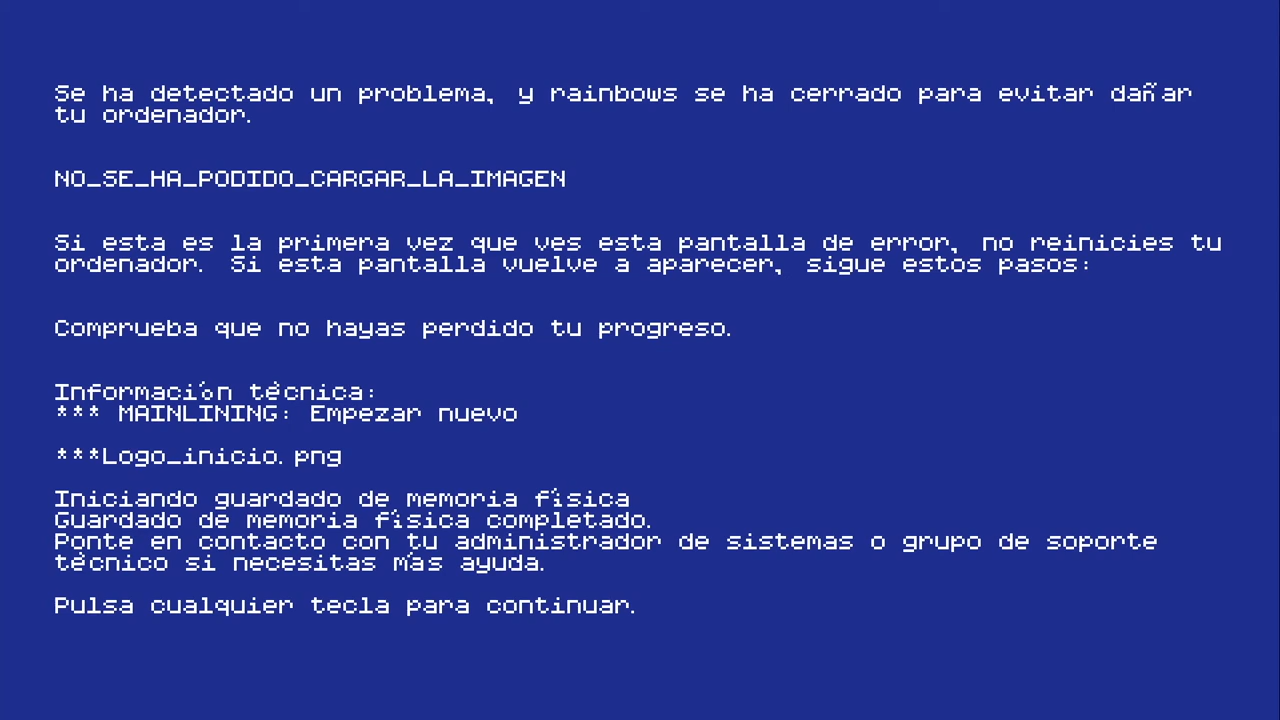 Se ha detectado un problema, y rainbows se ha cerrado para evitar dañar
tu ordenador.
NO_SE_HA_PODIDO_CARGAR_LA_IMAGEN
Si esta es la primera vez que ves esta pantalla de error, no reinicies tu
ordenador. Si esta pantalla vuelve a aparecer, sigue estos pasos:
Comprueba que no hayas perdido tu progreso.
Información técnica:
*** MAINLINING: Empezar nuevo
***Logo_inicio.png
Iniciando guardado de memoria física
Guardado de memoria física completado.
Ponte en contacto con tu administrador de sistemas o grupo de soporte
técnico si necesitas más ayuda.
Pulsa cualquier tecla para continuar.